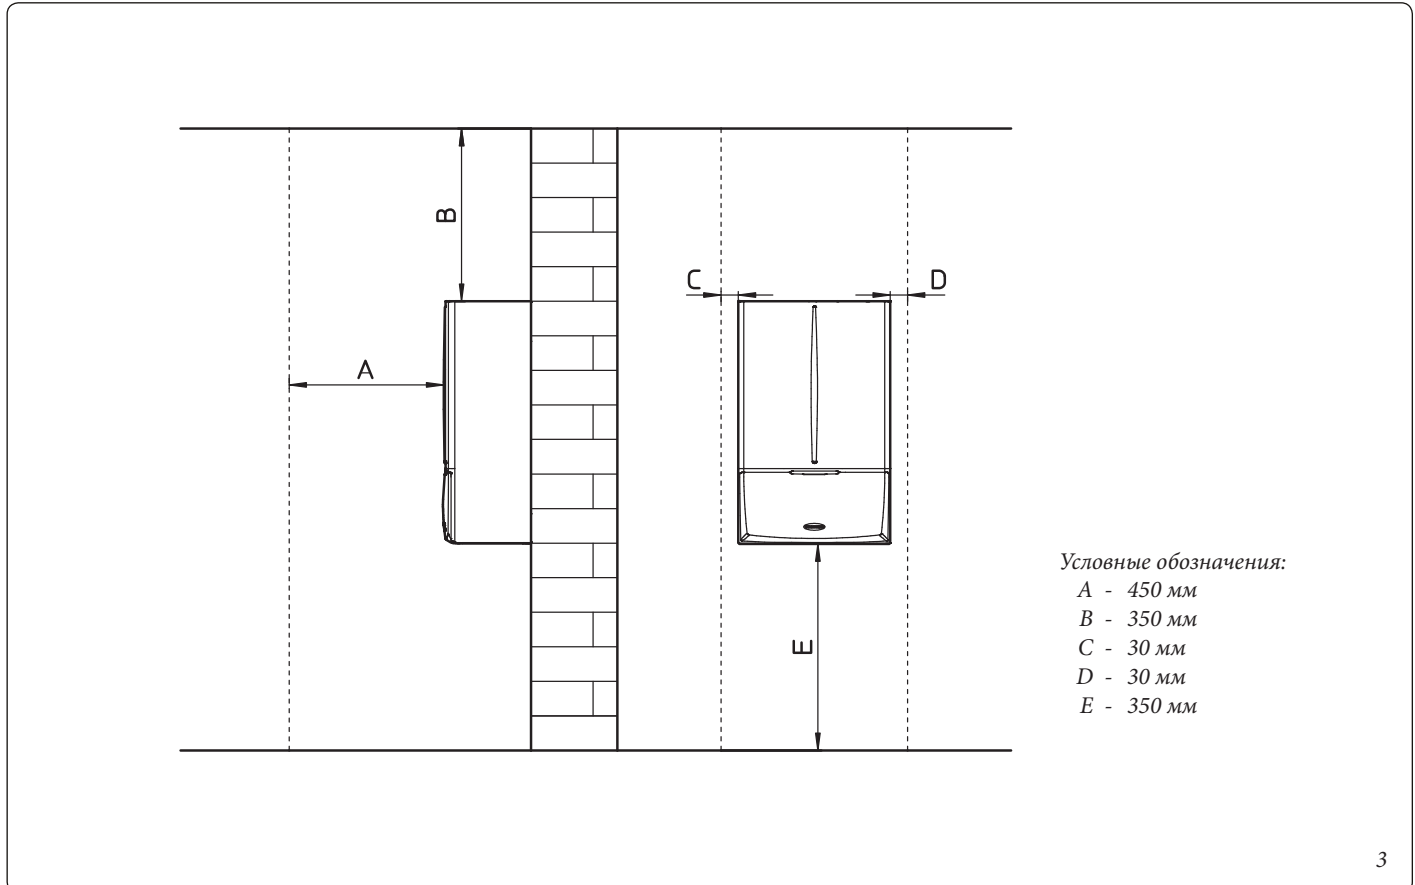 B
C
D
A
E
Условные обозначения:
A - 450 мм
B - 350 мм
C - 30 мм
D - 30 мм
E - 350 мм
3